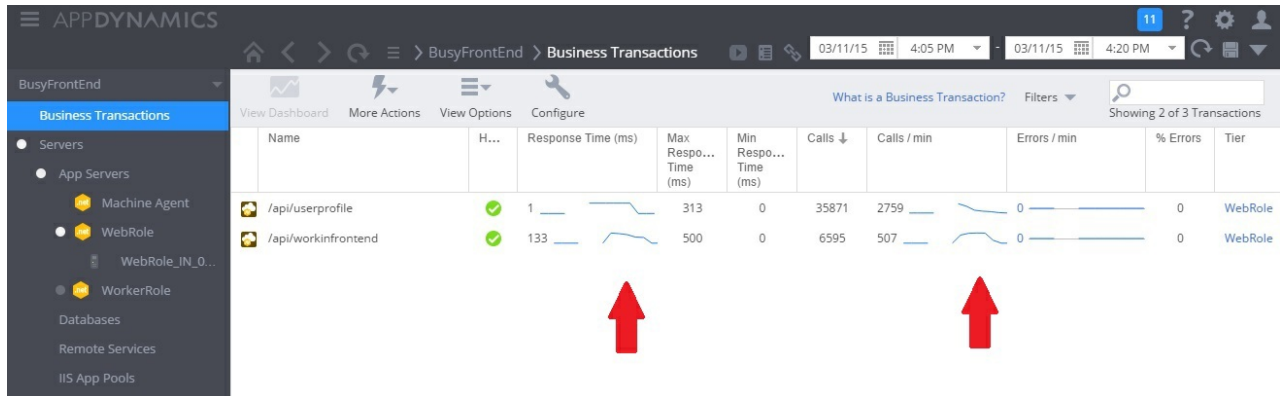 APPDYNAMICS
11 ?
BusyFrontEnd > Business Transactions
03/11/15 4:05 PM - 03/11/15 4:20 PM
BusyFrontEnd
Business Transactions
Servers
App Servers
Machine Agent
WebRole
WebRole_IN_0...
WorkerRole
Databases
Remote Services
IIS App Pools
View Dashboard More Actions View Options Configure
What is a Business Transaction? Filters
Showing 2 of 3 Transactions
Name H... Response Time (ms) Max Respo... Time (ms) Min Respo... Time (ms) Calls ↓ Calls / min Errors / min % Errors Tier
/api/userprofile 1 313 0 35871 2759 0 0 WebRole
/api/workinfrontend 133 500 0 6595 507 0 0 WebRole